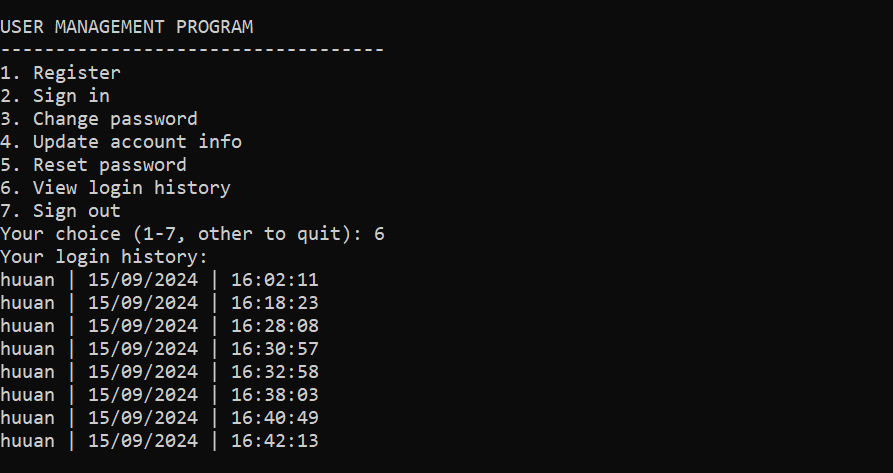 USER MANAGEMENT PROGRAM
-----------------------------------
1. Register
2. Sign in
3. Change password
4. Update account info
5. Reset password
6. View login history
7. Sign out
Your choice (1-7, other to quit): 6
Your login history:
huuan | 15/09/2024 | 16:02:11
huuan | 15/09/2024 | 16:18:23
huuan | 15/09/2024 | 16:28:08
huuan | 15/09/2024 | 16:30:57
huuan | 15/09/2024 | 16:32:58
huuan | 15/09/2024 | 16:38:03
huuan | 15/09/2024 | 16:40:49
huuan | 15/09/2024 | 16:42:13